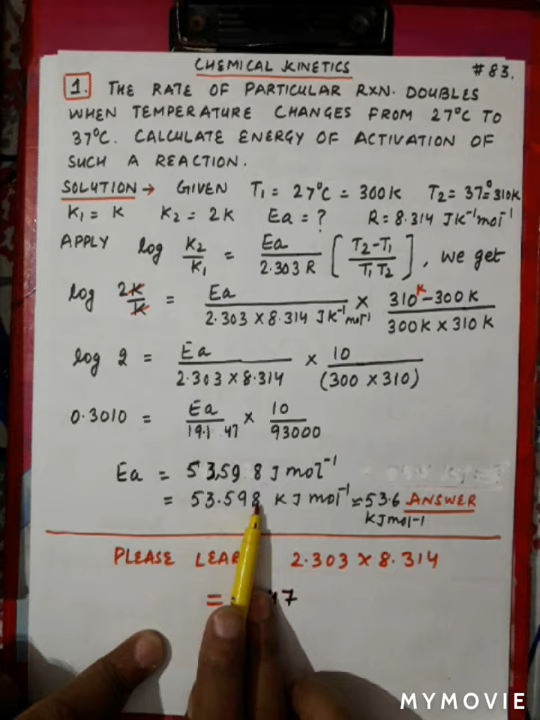 CHEMICAL KINETICS #83.
1. THE RATE OF PARTICULAR RXN. DOUBLES
WHEN TEMPERATURE CHANGES FROM 27°C TO
37°C. CALCULATE ENERGY OF ACTIVATION OF
SUCH A REACTION.
SOLUTION → GIVEN T1 = 27°C = 300K T2 = 37°=310K
K1 = K K2 = 2K Ea = ? R = 8.314 JK⁻¹mol⁻¹
APPLY log K2/K1 = Ea/2.303 R [T2-T1/T1T2], we get
log 2K/K = Ea/2.303 x 8.314 JK⁻¹mol⁻¹ x 310K-300K/300K x 310K
log 2 = Ea/2.303 x 8.314 x 10/(300 x 310)
0.3010 = Ea/19.1 47 x 10/93000
Ea = 53598 J mol⁻¹
= 53.598 KJ mol⁻¹ = 53.6 ANSWER
KJmol-1
PLEASE 2.303 x 8.314
= 47
MYMOVIE